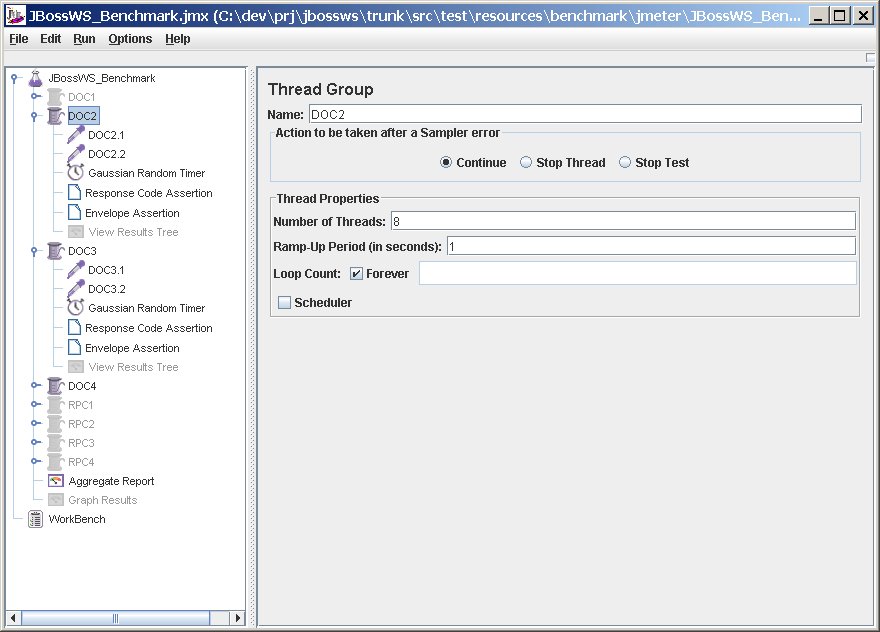 JBossWS_Benchmark.jmx (C:\dev\prj\jbossws\trunk\src\test\resources\benchmark\jmeter\JBossWS_Ben...
File Edit Run Options Help
JBossWS_Benchmark
DOC1
DOC2
DOC2.1
DOC2.2
Gaussian Random Timer
Response Code Assertion
Envelope Assertion
View Results Tree
DOC3
DOC3.1
DOC3.2
Gaussian Random Timer
Response Code Assertion
Envelope Assertion
View Results Tree
DOC4
RPC1
RPC2
RPC3
RPC4
Aggregate Report
Graph Results
WorkBench
Thread Group
Name: DOC2
Action to be taken after a Sampler error
Continue Stop Thread Stop Test
Thread Properties
Number of Threads: 8
Ramp-Up Period (in seconds): 1
Loop Count: Forever
Scheduler